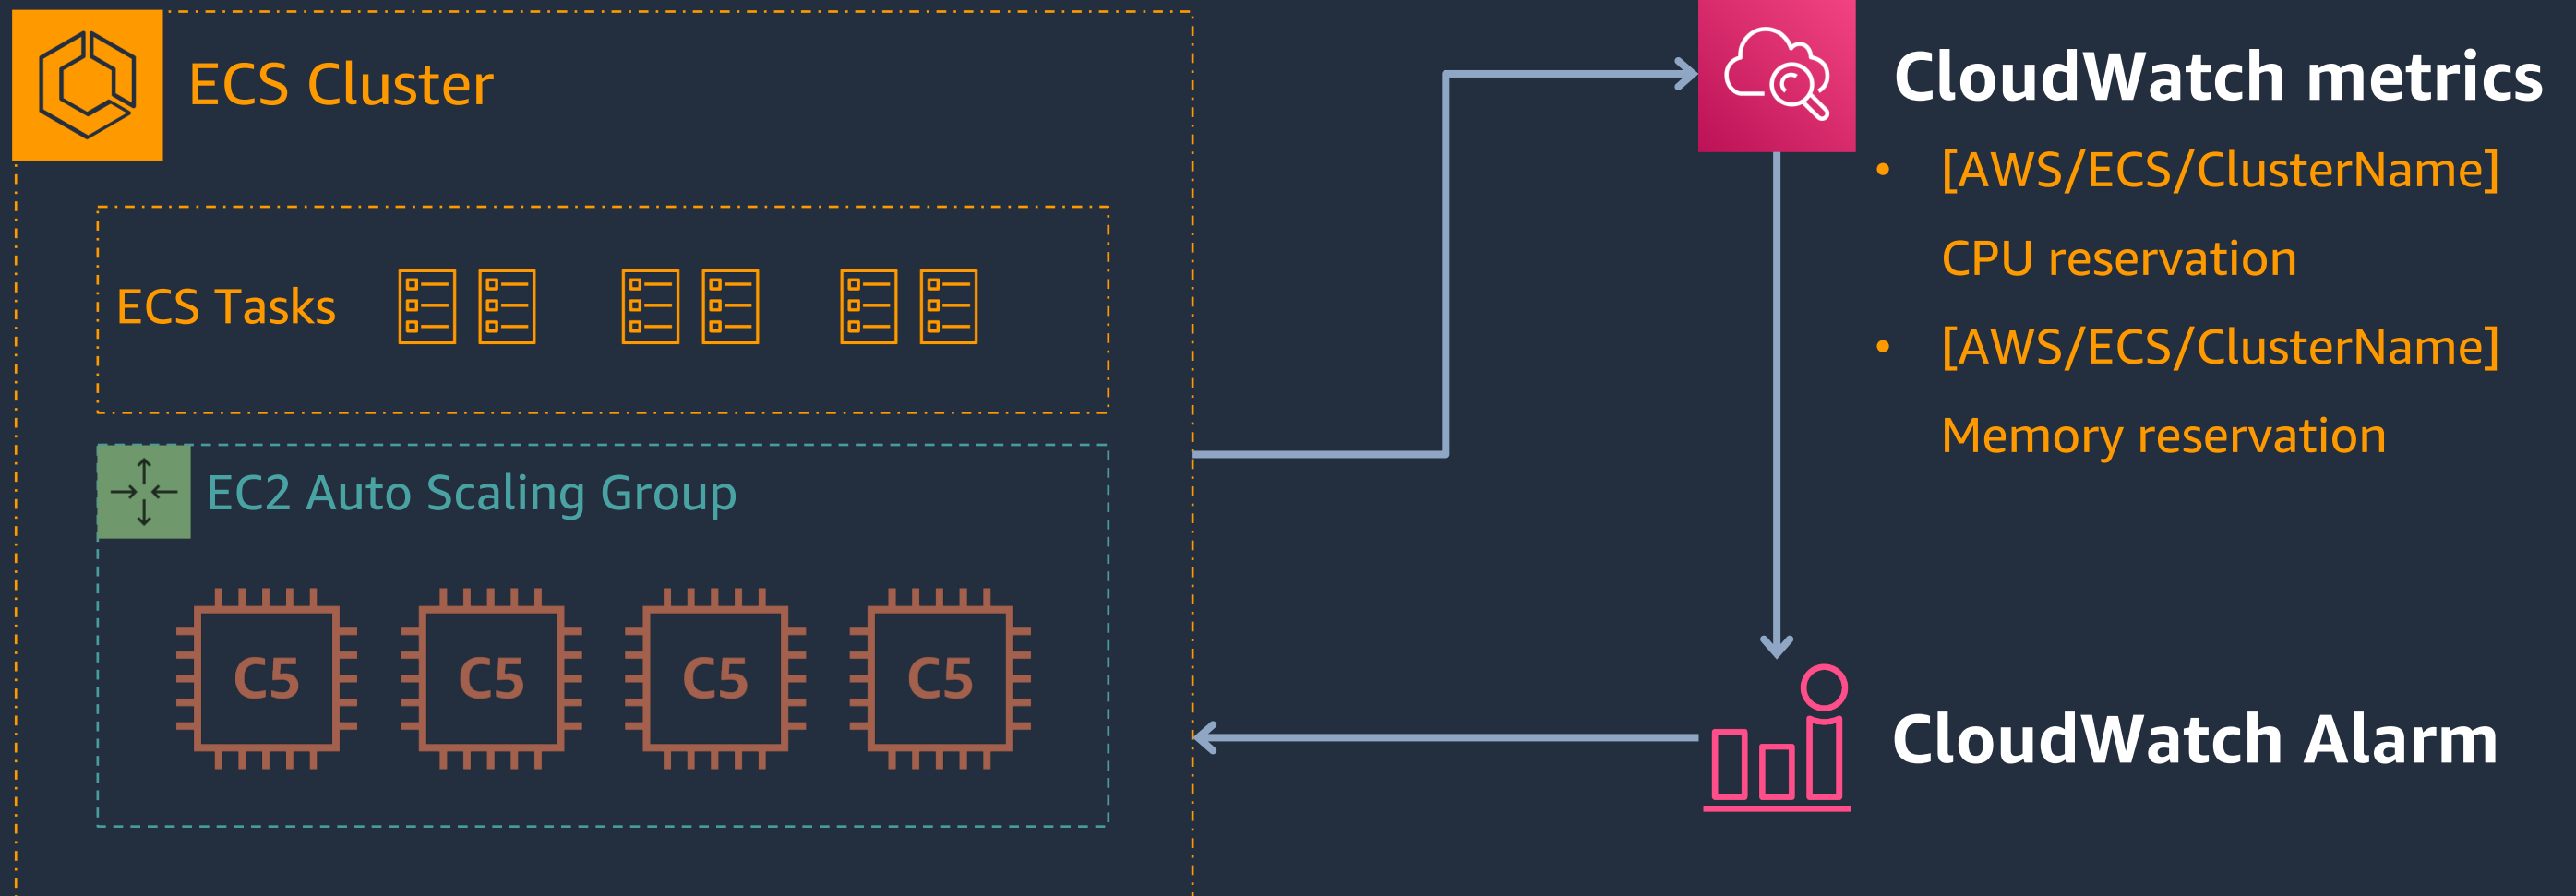 ECS Cluster
ECS Tasks
EC2 Auto Scaling Group
C5
C5
C5
C5
CloudWatch metrics
• [AWS/ECS/ClusterName]
CPU reservation
• [AWS/ECS/ClusterName]
Memory reservation
CloudWatch Alarm